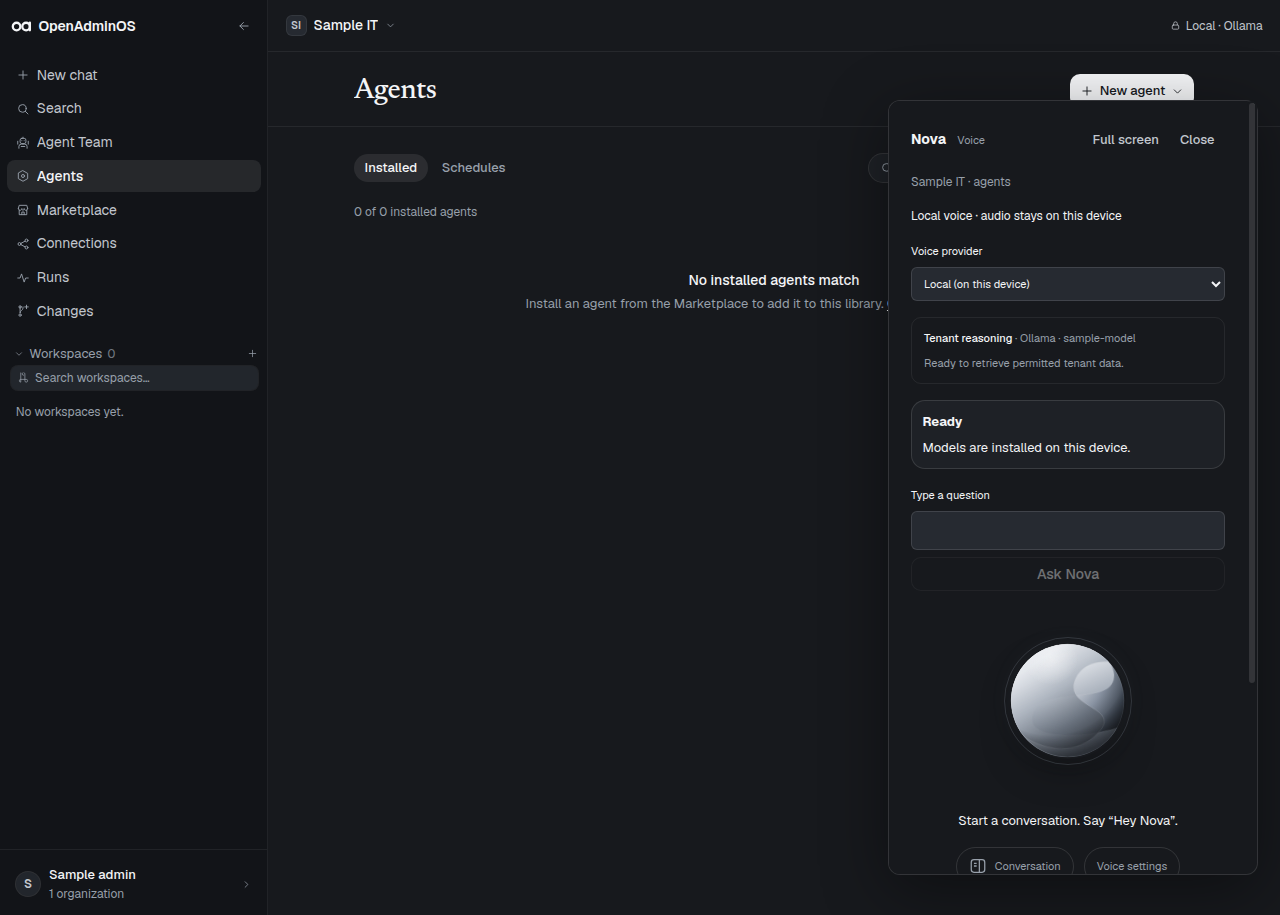 OpenAdminOS
New chat
Search
Agent Team
Agents
Marketplace
Connections
Runs
Changes
Workspaces 0
Search workspaces...
No workspaces yet.
S
Sample admin
1 organization
SI Sample IT
Local · Ollama
Agents
New agent
Installed Schedules
0 of 0 installed agents
No installed agents match
Install an agent from the Marketplace to add it to this library.
Nova Voice Full screen Close
Sample IT · agents
Local voice · audio stays on this device
Voice provider
Local (on this device)
Tenant reasoning · Ollama · sample-model
Ready to retrieve permitted tenant data.
Ready
Models are installed on this device.
Type a question
Ask Nova
Start a conversation. Say “Hey Nova”.
Conversation Voice settings